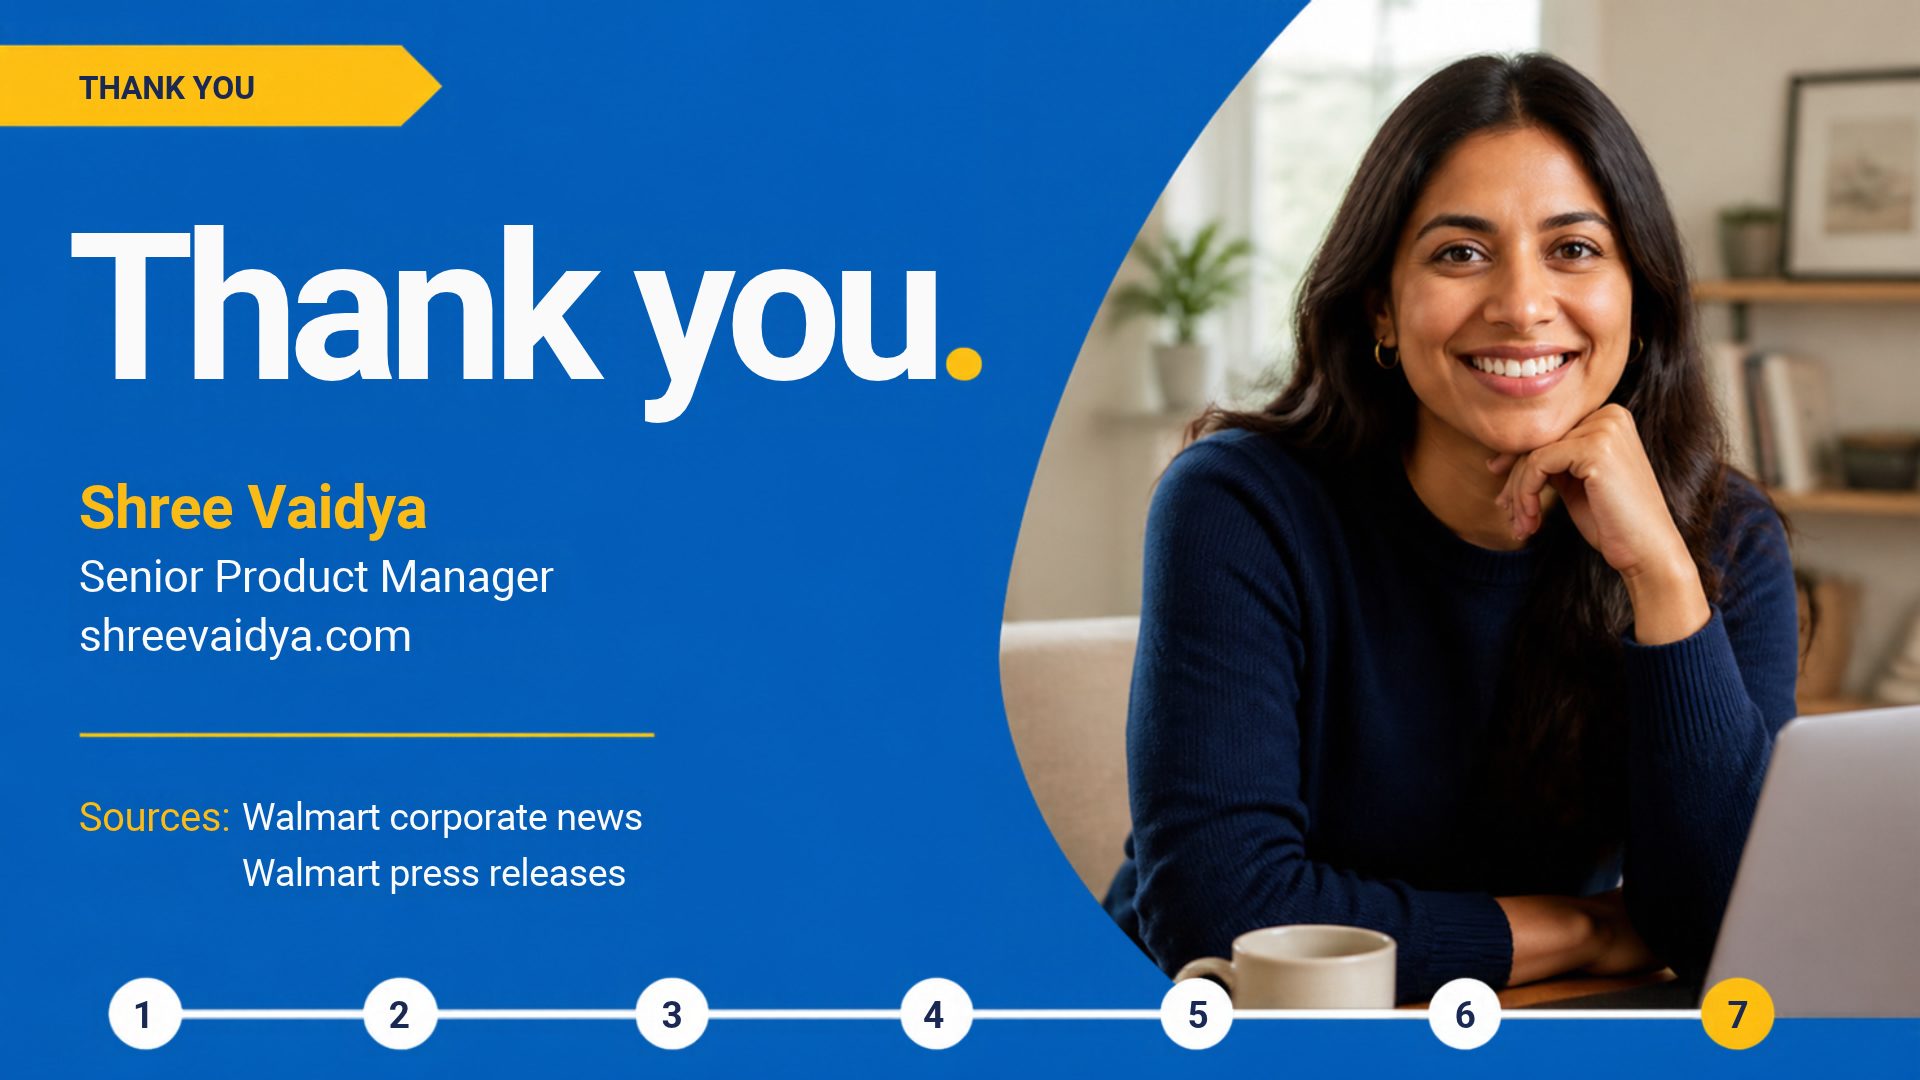 THANK YOU
Thank you.
Shree Vaidya
Senior Product Manager
shreevaidya.com
Sources: Walmart corporate news
Walmart press releases
1 2 3 4 5 6 7